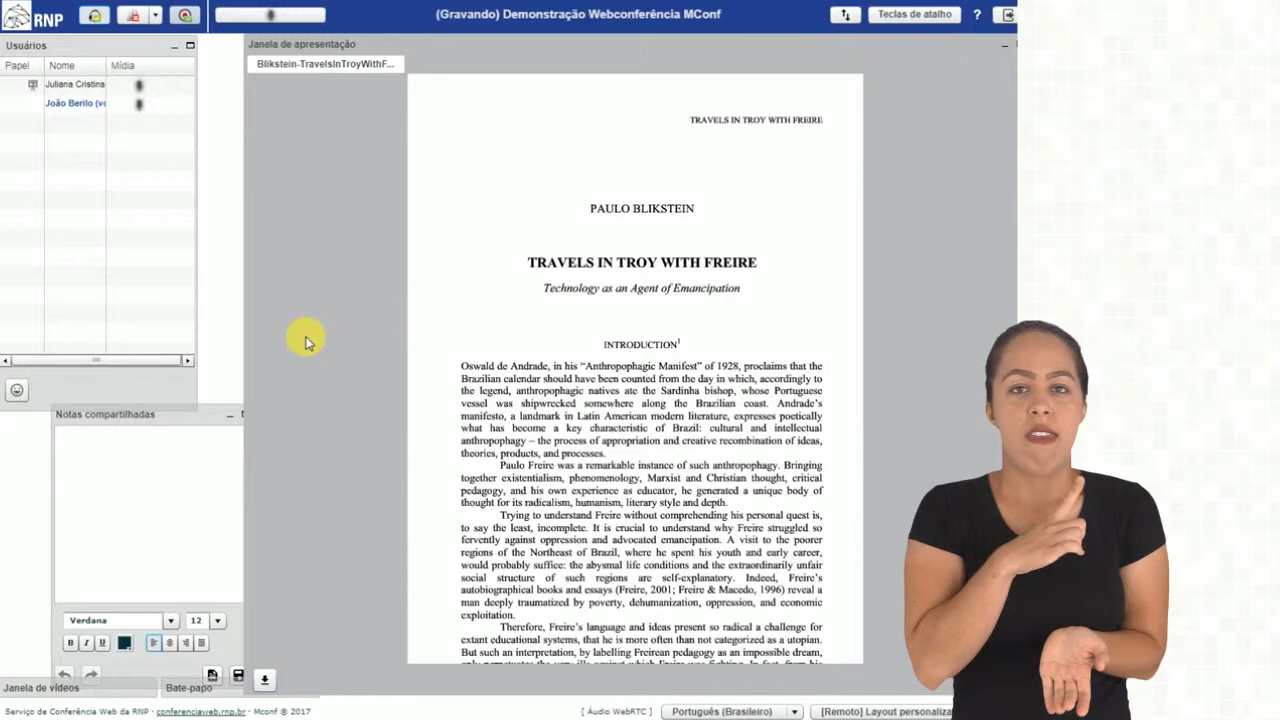 RNP
(Gravando) Demonstração Webconferência MConf
Teclas de atalho
?
Usuários
Papel Nome Mídia
Juliana Cristina
João Berilo (vo
Janela de apresentação
Blikstein-TravelsInTroyWithF...
TRAVELS IN TROY WITH FREIRE
PAULO BLIKSTEIN
TRAVELS IN TROY WITH FREIRE
Technology as an Agent of Emancipation
INTRODUCTION1
Oswald de Andrade, in his “Anthropophagic Manifest” of 1928, proclaims that the
Brazilian calendar should have been counted from the day in which, accordingly to
the legend, anthropophagic natives ate the Sardinha bishop, whose Portuguese
vessel was shipwrecked somewhere along the Brazilian coast. Andrade’s
manifesto, a landmark in Latin American modern literature, expresses poetically
what has become a key characteristic of Brazil: cultural and intellectual
anthropophagy – the process of appropriation and creative recombination of ideas,
theories, products, and processes.
Paulo Freire was a remarkable instance of such anthropophagy. Bringing
together existentialism, phenomenology, Marxist and Christian thought, critical
pedagogy, and his own experience as educator, he generated a unique body of
thought for its radicalism, humanism, literary style and depth.
Trying to understand Freire without comprehending his personal quest is,
to say the least, incomplete. It is crucial to understand why Freire struggled so
fervently against oppression and advocated emancipation. A visit to the poorer
regions of the Northeast of Brazil, where he spent his youth and early career,
would probably suffice: the abysmal life conditions and the extraordinarily unfair
social structure of such regions are self-explanatory. Indeed, Freire’s
autobiographical books and essays (Freire, 2001; Freire & Macedo, 1996) reveal a
man deeply traumatized by poverty, dehumanization, oppression, and economic
exploitation.
Therefore, Freire’s language and ideas present so radical a challenge for
extant educational systems, that he is more often than not categorized as a utopian.
But such an interpretation, by labelling Freirean pedagogy as an impossible dream,
Notas compartilhadas
Verdana 12
B I U
Janela de vídeos Bate-papo
Serviço de Conferência Web da RNP · conferenciaweb.rnp.br · Mconf @ 2017
[ Áudio WebRTC ] Português (Brasileiro) [Remoto] Layout personaliza